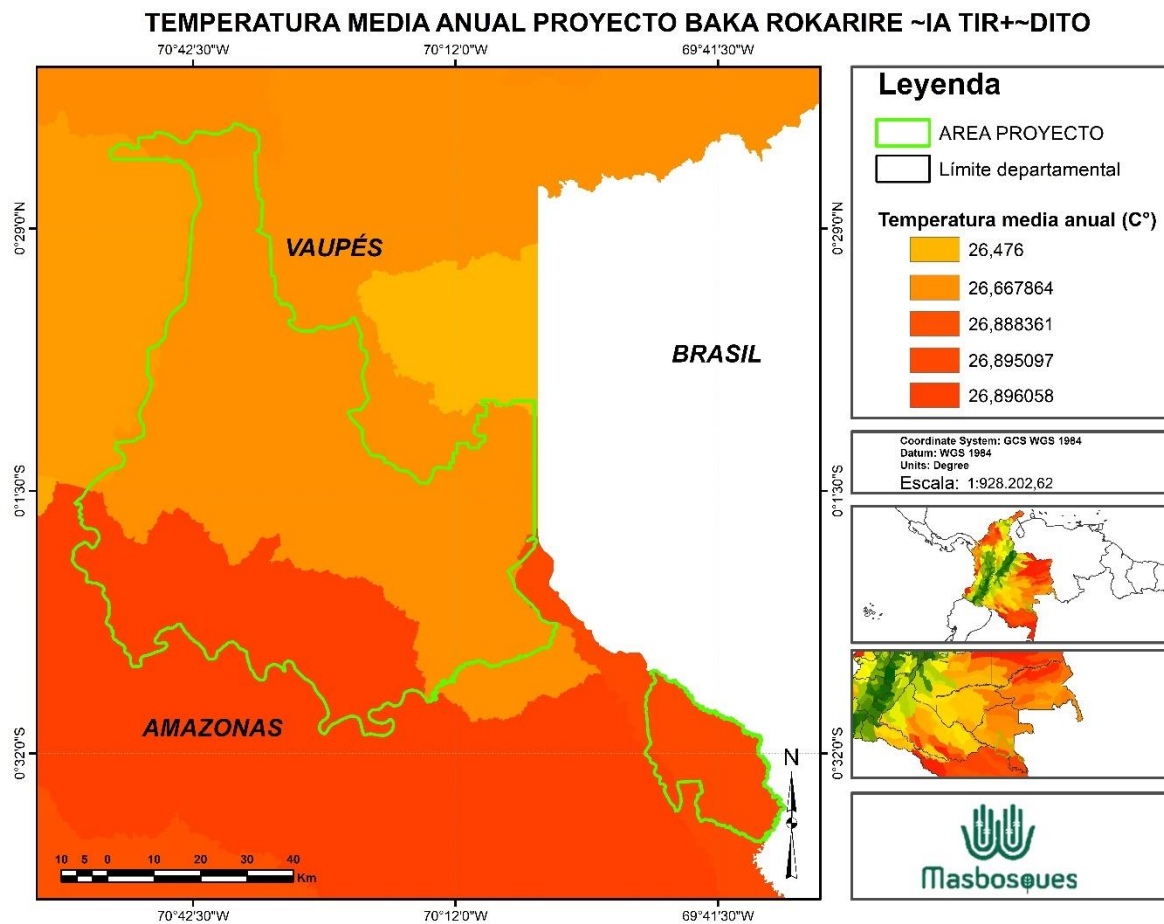 TEMPERATURA MEDIA ANUAL PROYECTO BAKA ROKARIRE ~IA TIR+~DITO
70°42'30"W
70°12'0"W
69°41'30"W
0°29'0"N
0°1'30"S
0°32'0"S
VAUPÉS
BRASIL
AMAZONAS
N
10 5 0 10 20 30 40
Km
0°29'0"N
0°1'30"S
0°32'0"S
70°42'30"W
70°12'0"W
69°41'30"W
Leyenda
AREA PROYECTO
Límite departamental
Temperatura media anual (C°)
26,476
26,667864
26,888361
26,895097
26,896058
Coordinate System: GCS WGS 1984
Datum: WGS 1984
Units: Degree
Escala: 1:928.202,62
Masbosques